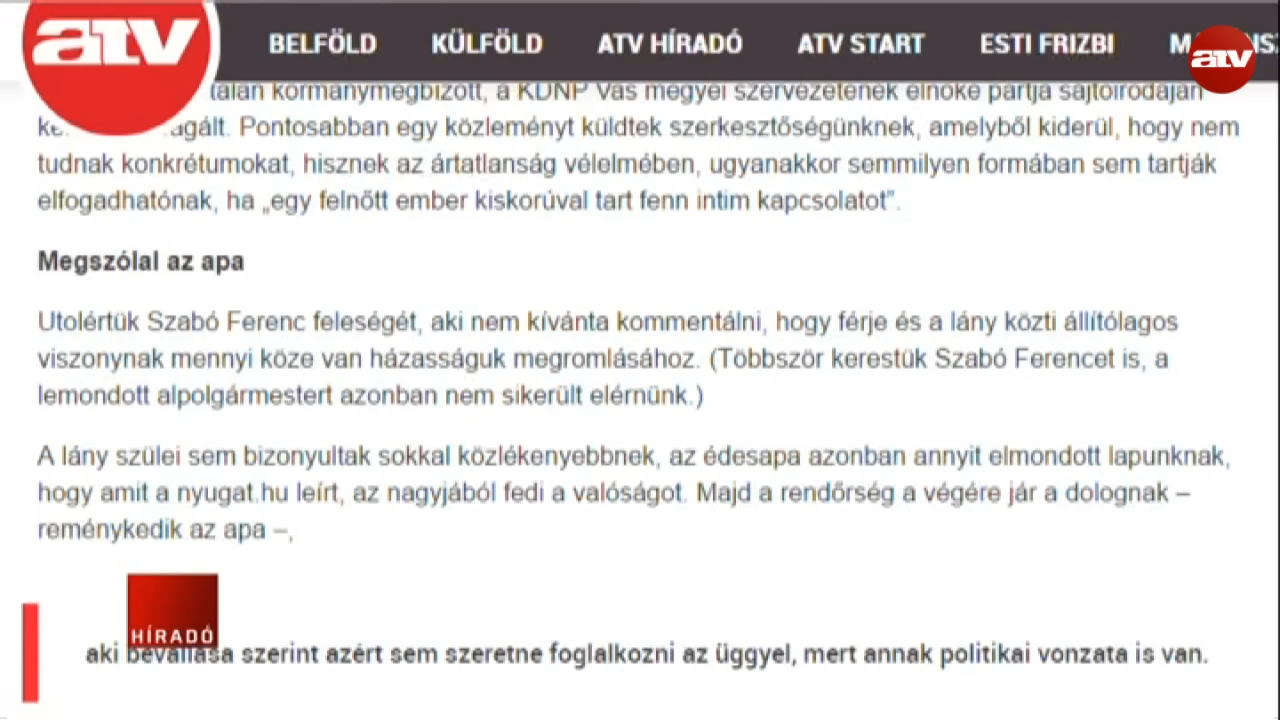 atv BELFÖLD KÜLFÖLD ATV HÍRADÓ ATV START ESTI FRIZBI atv
talan kormánymegbízott, a KDNP Vas megyei szervezetének elnöke pártja sajtóirodáján
agált. Pontosabban egy közleményt küldtek szerkesztőségünknek, amelyből kiderül, hogy nem
tudnak konkrétumokat, hisznek az ártatlanság vélelmében, ugyanakkor semmilyen formában sem tartják
elfogadhatónak, ha „egy felnőtt ember kiskorúval tart fenn intim kapcsolatot”.
Megszólal az apa
Utolértük Szabó Ferenc feleségét, aki nem kívánta kommentálni, hogy férje és a lány közti állítólagos
viszonynak mennyi köze van házasságuk megromlásához. (Többször kerestük Szabó Ferencet is, a
lemondott alpolgármestert azonban nem sikerült elérnünk.)
A lány szülei sem bizonyultak sokkal közlékenyebbnek, az édesapa azonban annyit elmondott lapunknak,
hogy amit a nyugat.hu leírt, az nagyjából fedi a valóságot. Majd a rendőrség a végére jár a dolognak –
reménykedik az apa –,
HÍRADÓ
aki bevallása szerint azért sem szeretne foglalkozni az üggyel, mert annak politikai vonzata is van.